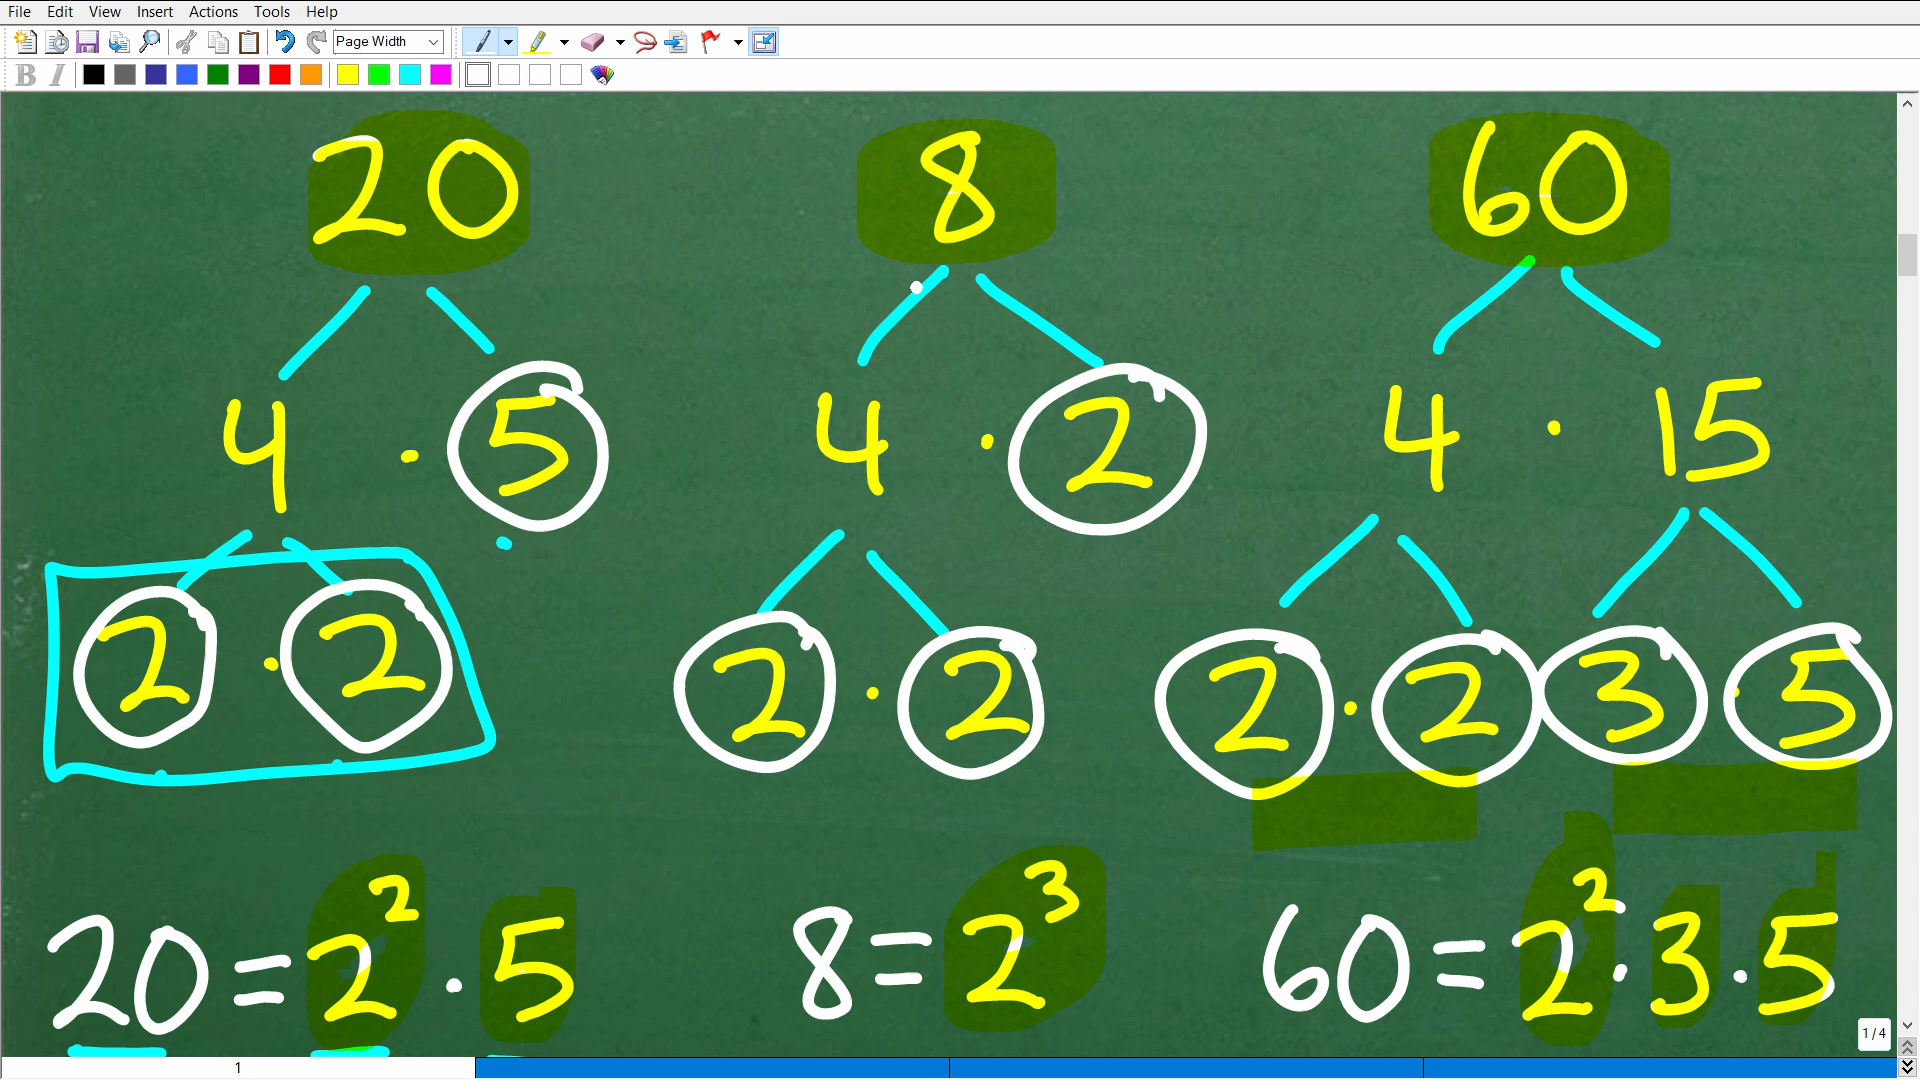 File Edit View Insert Actions Tools Help
Page Width
B I
20 8 60
4 · 5 4 · 2 4 · 15
2 · 2 2 · 2 2 · 2 3 · 5
20 = 2² · 5 8 = 2³ 60 = 2² · 3 · 5
1 / 4
1